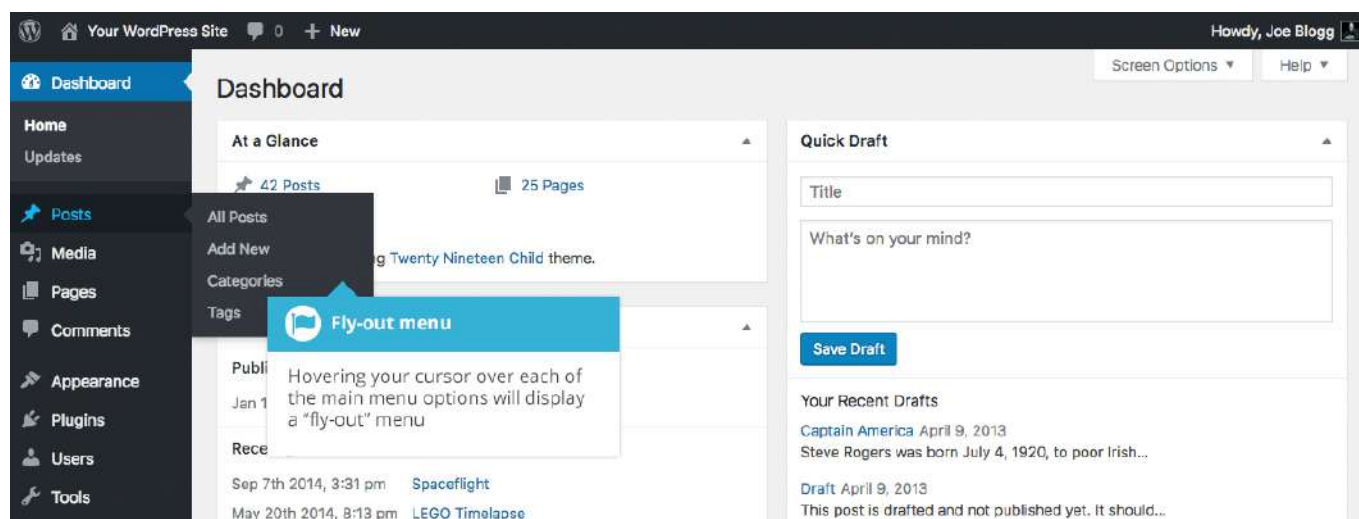 Your WordPress Site 0 + New
Howdy, Joe Blogg
Screen Options ▼ Help ▼
Dashboard
Home
Updates
Posts
Media
Pages
Comments
Appearance
Plugins
Users
Tools
All Posts
Add New
Categories
Tags
Dashboard
At a Glance
42 Posts
25 Pages
Twenty Nineteen Child theme.
Fly-out menu
Hovering your cursor over each of
the main menu options will display
a “fly-out” menu
Sep 7th 2014, 3:31 pm Spaceflight
May 20th 2014, 8:13 pm LEGO Timelapse
Quick Draft
Title
What's on your mind?
Save Draft
Your Recent Drafts
Captain America April 9, 2013
Steve Rogers was born July 4, 1920, to poor Irish...
Draft April 9, 2013
This post is drafted and not published yet. It should...